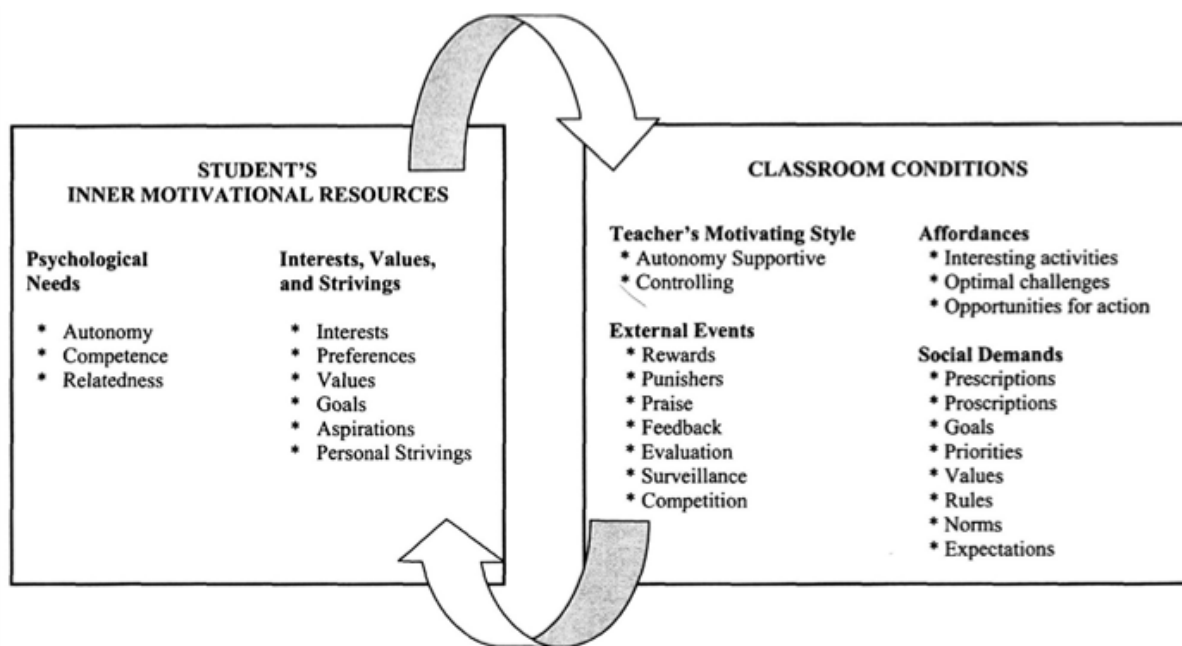 STUDENT'S
INNER MOTIVATIONAL RESOURCES
Psychological
Needs
* Autonomy
* Competence
* Relatedness
Interests, Values,
and Strivings
* Interests
* Preferences
* Values
* Goals
* Aspirations
* Personal Strivings
CLASSROOM CONDITIONS
Teacher's Motivating Style
* Autonomy Supportive
* Controlling
External Events
* Rewards
* Punishers
* Praise
* Feedback
* Evaluation
* Surveillance
* Competition
Affordances
* Interesting activities
* Optimal challenges
* Opportunities for action
Social Demands
* Prescriptions
* Proscriptions
* Goals
* Priorities
* Values
* Rules
* Norms
* Expectations